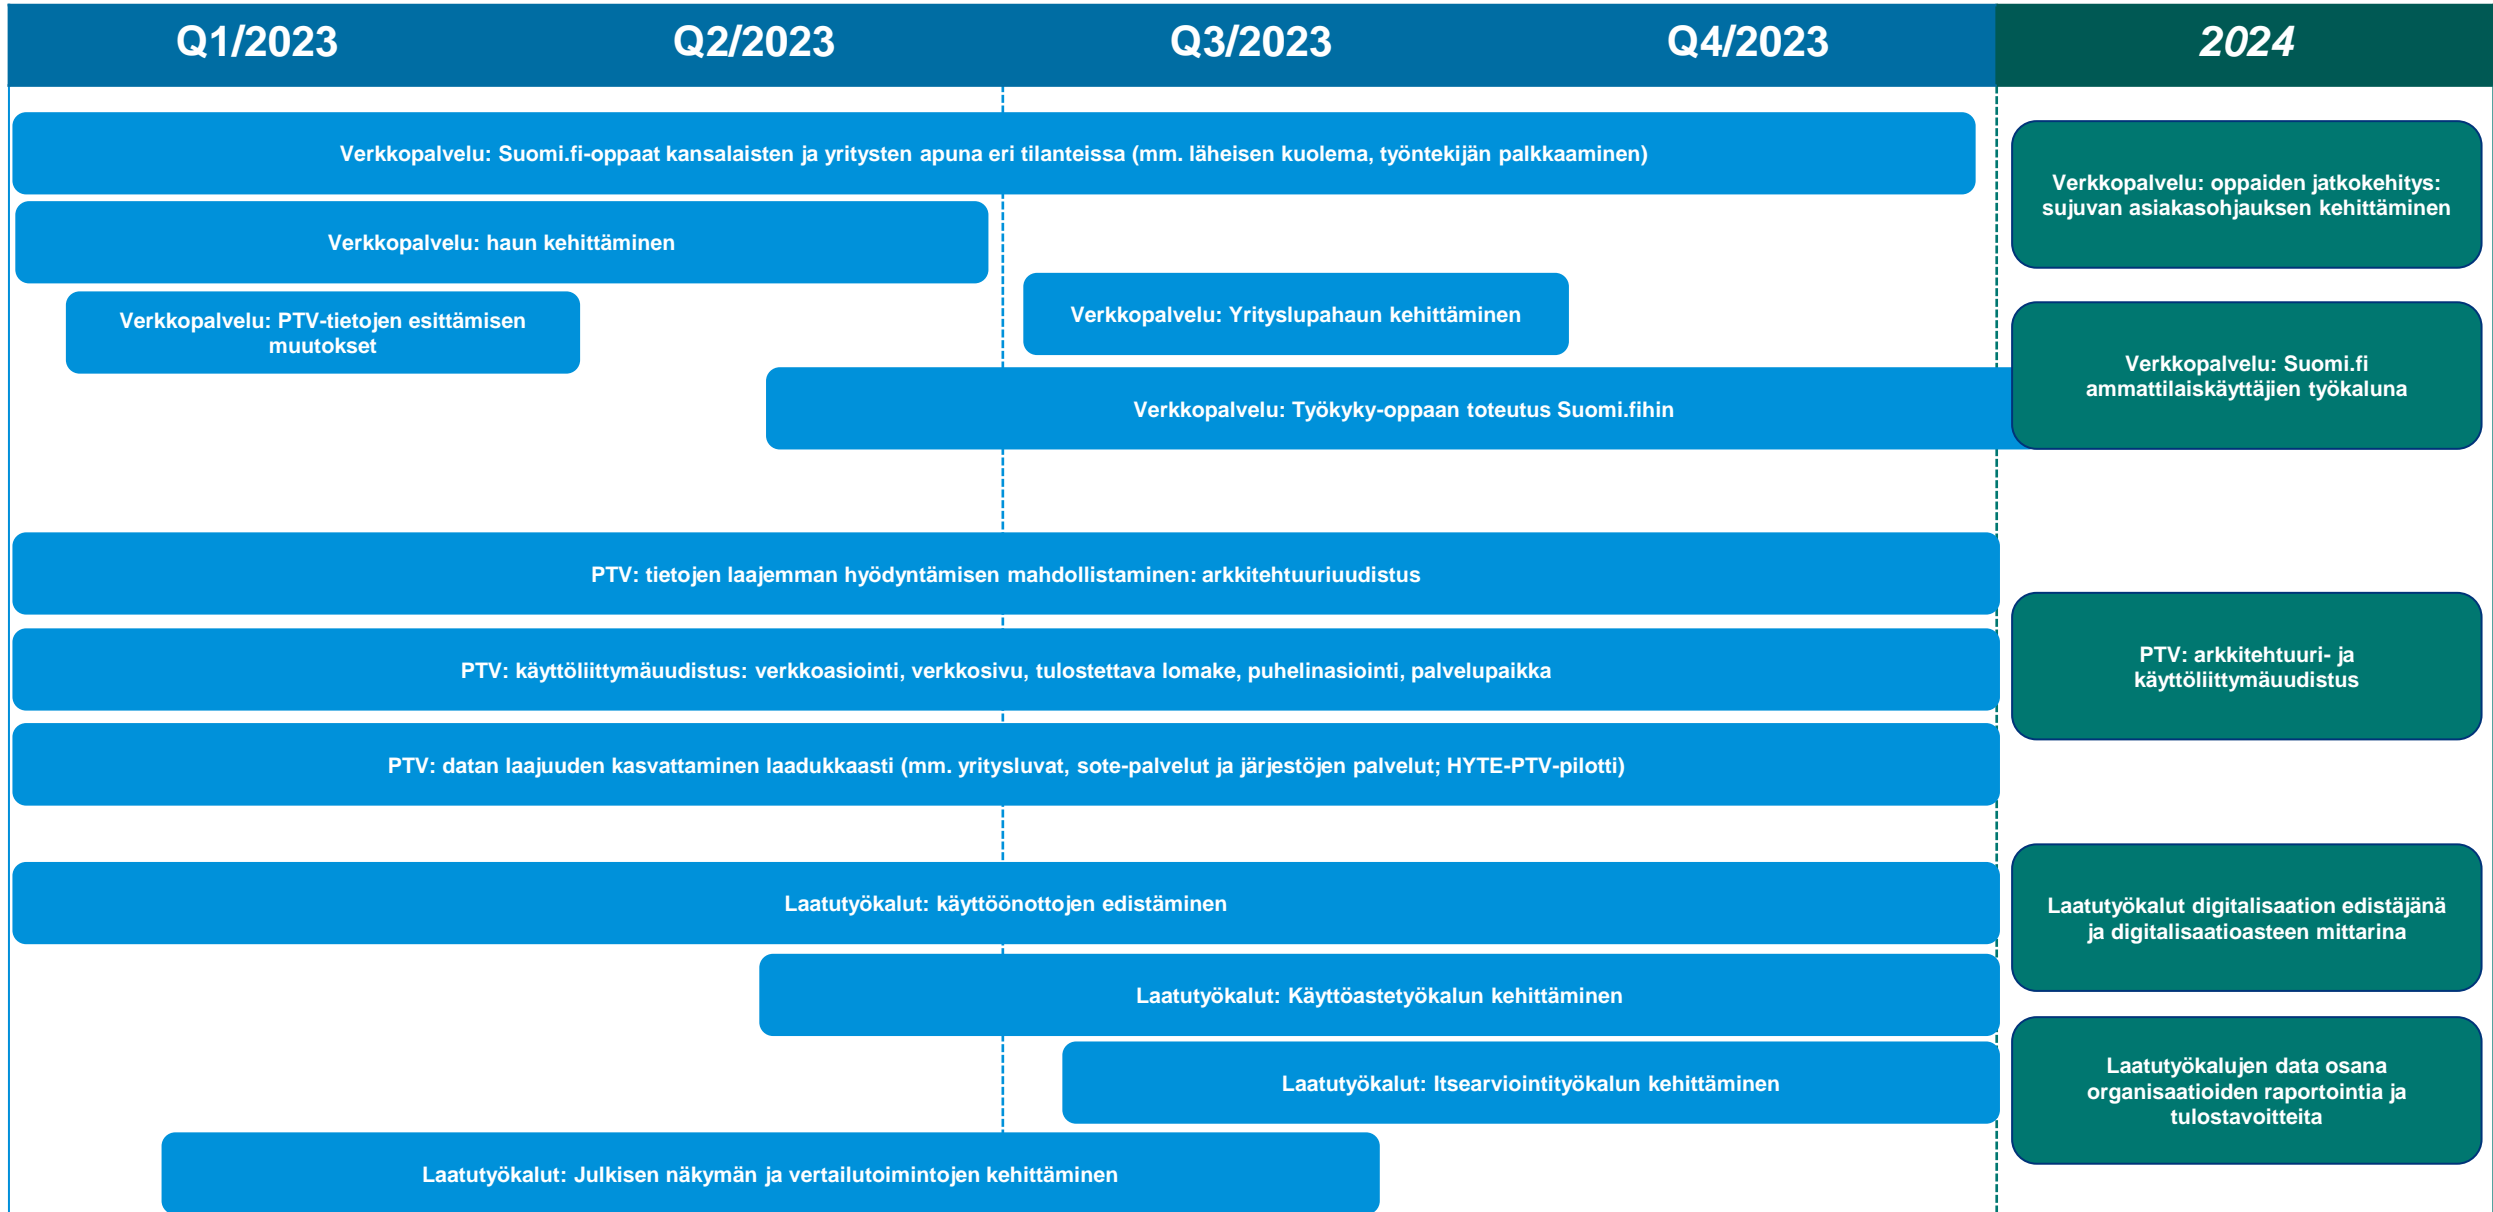 Q1/2023
Q2/2023
Q3/2023
Q4/2023
2024
Verkkopalvelu: Suomi.fi-oppaat kansalaisten ja yritysten apuna eri tilanteissa (mm. läheisen kuolema, työntekijän palkkaaminen)
Verkkopalvelu: haun kehittäminen
Verkkopalvelu: PTV-tietojen esittämisen
muutokset
Verkkopalvelu: Yrityslupahaun kehittäminen
Verkkopalvelu: Työkyky-oppaan toteutus Suomi.fihin
Verkkopalvelu: oppaiden jatkokehitys:
sujuvan asiakasohjauksen kehittäminen
Verkkopalvelu: Suomi.fi
ammattilaiskäyttäjien työkaluna
PTV: tietojen laajemman hyödyntämisen mahdollistaminen: arkkitehtuuriuudistus
PTV: käyttöliittymäuudistus: verkkoasiointi, verkkosivu, tulostettava lomake, puhelinasiointi, palvelupaikka
PTV: datan laajuuden kasvattaminen laadukkaasti (mm. yritysluvat, sote-palvelut ja järjestöjen palvelut; HYTE-PTV-pilotti)
PTV: arkkitehtuuri- ja
käyttöliittymäuudistus
Laatutyökalut: käyttöönottojen edistäminen
Laatutyökalut: Käyttöastetyökalun kehittäminen
Laatutyökalut: Itsearviointityökalun kehittäminen
Laatutyökalut: Julkisen näkymän ja vertailutoimintojen kehittäminen
Laatutyökalut digitalisaation edistäjänä
ja digitalisaatioasteen mittarina
Laatutyökalujen data osana
organisaatioiden raportointia ja
tulostavoitteita